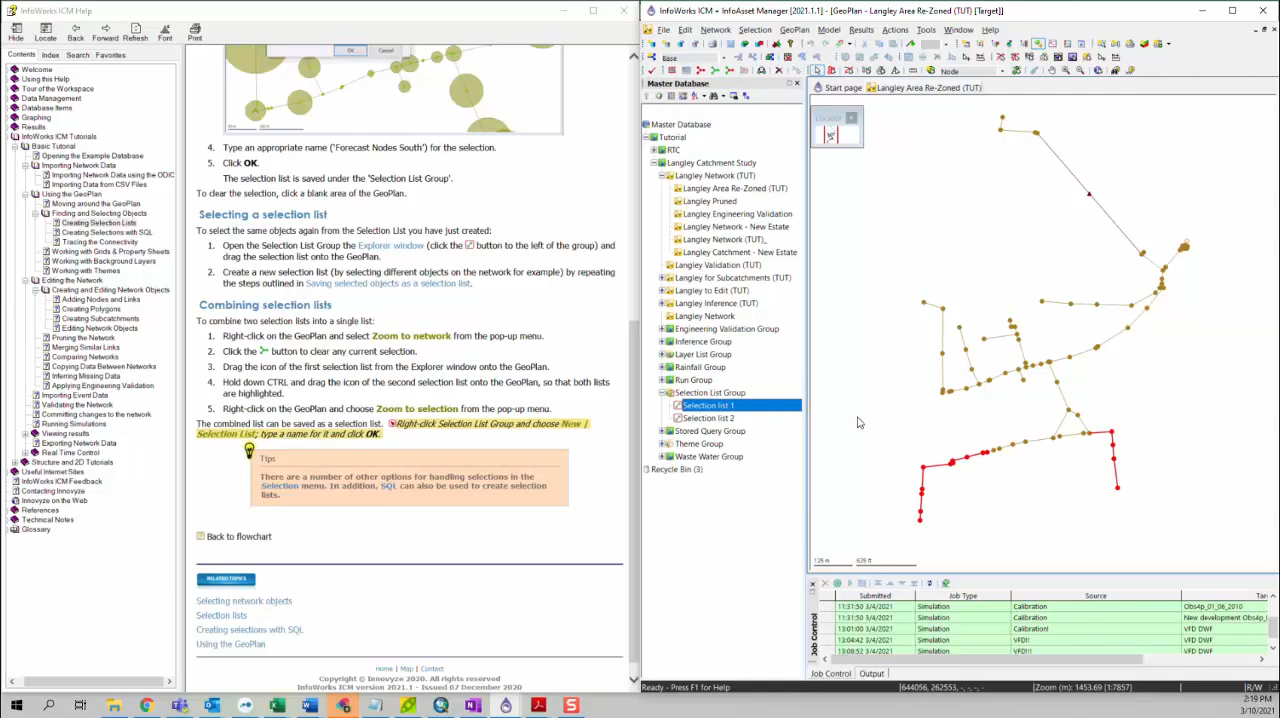 InfoWorks ICM Help
Hide
Locate
Back
Forward
Refresh
Font
Print
Contents
Index
Search
Favorites
Welcome
Using this Help
Tour of the Workspace
Data Management
Database Items
Graphing
Results
InfoWorks ICM Tutorials
Basic Tutorial
Opening the Example Database
Importing Network Data
Importing Network Data using the ODIC
Importing Data from CSV Files
Using the GeoPlan
Moving around the GeoPlan
Finding and Selecting Objects
Creating Selection Lists
Creating Selections with SQL
Tracing the Connectivity
Working with Grids & Property Sheets
Working with Background Layers
Working with Themes
Editing the Network
Creating and Editing Network Objects
Adding Nodes and Links
Creating Polygons
Creating Subcatchments
Editing Network Objects
Pruning the Network
Merging Similar Links
Comparing Networks
Copying Data Between Networks
Inferring Missing Data
Applying Engineering Validation
Importing Event Data
Validating the Network
Committing changes to the network
Running Simulations
Viewing results
Exporting Network Data
Real Time Control
Structure and 2D Tutorials
Useful Internet Sites
InfoWorks ICM Feedback
Contacting Innovyze
Innovyze on the Web
References
Technical Notes
Glossary
OK
Cancel
4. Type an appropriate name ('Forecast Nodes South') for the selection.
5. Click OK.
The selection list is saved under the 'Selection List Group'.
To clear the selection, click a blank area of the GeoPlan.
Selecting a selection list
To select the same objects again from the Selection List you have just created:
1. Open the Selection List Group the Explorer window (click the button to the left of the group) and
drag the selection list onto the GeoPlan.
2. Create a new selection list (by selecting different objects on the network for example) by repeating
the steps outlined in Saving selected objects as a selection list.
Combining selection lists
To combine two selection lists into a single list:
1. Right-click on the GeoPlan and select Zoom to network from the pop-up menu.
2. Click the button to clear any current selection.
3. Drag the icon of the first selection list from the Explorer window onto the GeoPlan.
4. Hold down CTRL and drag the icon of the second selection list onto the GeoPlan, so that both lists
are highlighted.
5. Right-click on the GeoPlan and choose Zoom to selection from the pop-up menu.
The combined list can be saved as a selection list. Right-click Selection List Group and choose New |
Selection List; type a name for it and click OK.
Tips
There are a number of other options for handling selections in the
Selection menu. In addition, SQL can also be used to create selection
lists.
Back to flowchart
RELATED TOPICS
Selecting network objects
Selection lists
Creating selections with SQL
Using the GeoPlan
Home | Map | Contact
Copyright © Innovyze 2020. All rights reserved
InfoWorks ICM version 2021.1 - Issued 07 December 2020
InfoWorks ICM + InfoAsset Manager [2021.1.1] - [GeoPlan - Langley Area Re-Zoned (TUT) [Target]]
File Edit Network Selection GeoPlan Model Results Actions Tools Window Help
Base
Node
Master Database
Start page
Langley Area Re-Zoned (TUT)
Master Database
Tutorial
RTC
Langley Catchment Study
Langley Network (TUT)
Langley Area Re-Zoned (TUT)
Langley Pruned
Langley Engineering Validation
Langley Network - New Estate
Langley Network (TUT)_
Langley Catchment - New Estate
Langley Validation (TUT)
Langley for Subcatchments (TUT)
Langley to Edit (TUT)
Langley Inference (TUT)
Langley Network
Engineering Validation Group
Inference Group
Layer List Group
Rainfall Group
Run Group
Selection List Group
Selection list 1
Selection list 2
Stored Query Group
Theme Group
Waste Water Group
Recycle Bin (3)
125 m
625 ft
Job Control
Submitted Job Type Source Tar
11:31:50 3/4/2021 Simulation Calibration Obs4p_01_06_2010
11:31:50 3/4/2021 Simulation Calibration New development Obs4p_
13:01:00 3/4/2021 Simulation Calibration! VFD DWF
13:04:42 3/4/2021 Simulation VFD!! VFD DWF
13:08:52 3/4/2021 Simulation VFD!!! VFD DWF
Job Control
Output
Ready - Press F1 for Help
644056, 262553, -, -, -, -
Zoom (m): 1453.69 [1:7857]
R/W
2:19 PM
3/10/2021